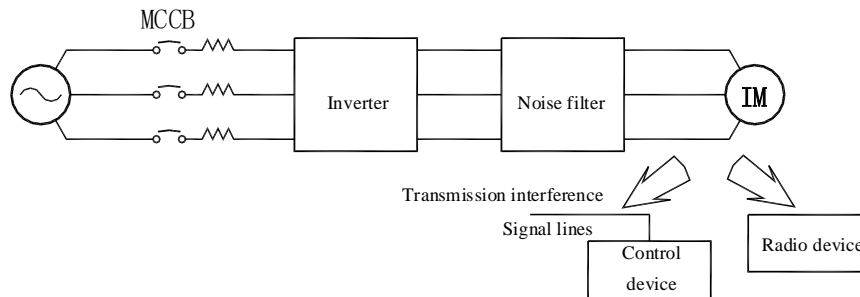 MCCB
Inverter
Noise filter
IM
Transmission interference
Signal lines
Control
device
Radio device